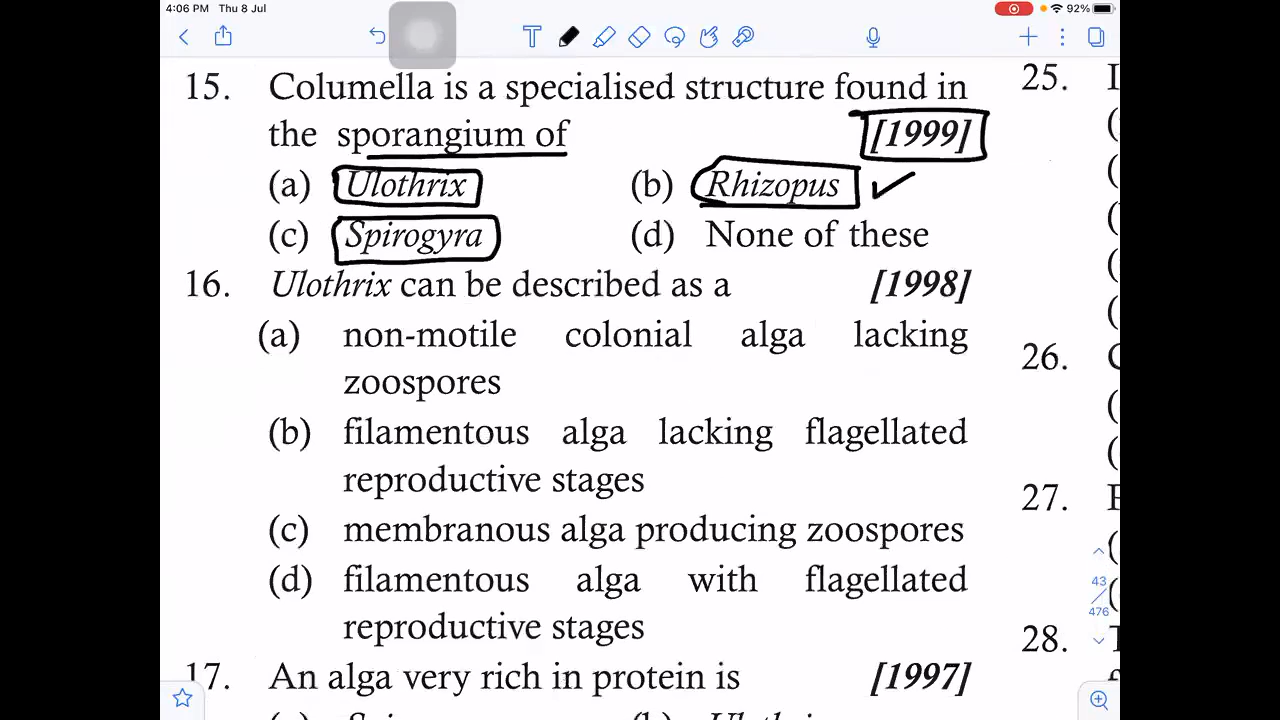 4:06 PM Thu 8 Jul
92%
15. Columella is a specialised structure found in
the sporangium of [1999]
(a) Ulothrix (b) Rhizopus
(c) Spirogyra (d) None of these
16. Ulothrix can be described as a [1998]
(a) non-motile colonial alga lacking
zoospores
(b) filamentous alga lacking flagellated
reproductive stages
(c) membranous alga producing zoospores
(d) filamentous alga with flagellated
reproductive stages
17. An alga very rich in protein is [1997]
25.
26.
27.
28.
43
476